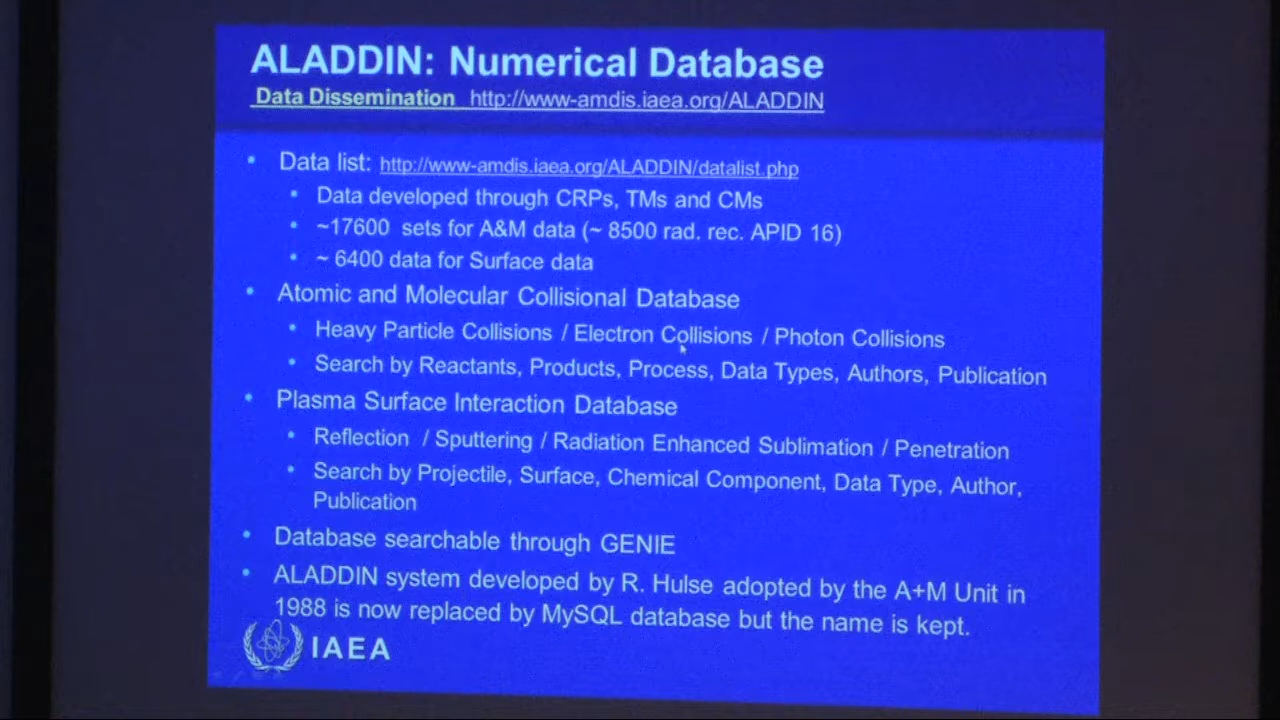 ALADDIN: Numerical Database
Data Dissemination http://www-amdis.iaea.org/ALADDIN
• Data list: http://www-amdis.iaea.org/ALADDIN/datalist.php
• Data developed through CRPs, TMs and CMs
• ~17600 sets for A&M data (~ 8500 rad. rec. APID 16)
• ~ 6400 data for Surface data
• Atomic and Molecular Collisional Database
• Heavy Particle Collisions / Electron Collisions / Photon Collisions
• Search by Reactants, Products, Process, Data Types, Authors, Publication
• Plasma Surface Interaction Database
• Reflection / Sputtering / Radiation Enhanced Sublimation / Penetration
• Search by Projectile, Surface, Chemical Component, Data Type, Author,
Publication
• Database searchable through GENIE
• ALADDIN system developed by R. Hulse adopted by the A+M Unit in
1988 is now replaced by MySQL database but the name is kept.
IAEA